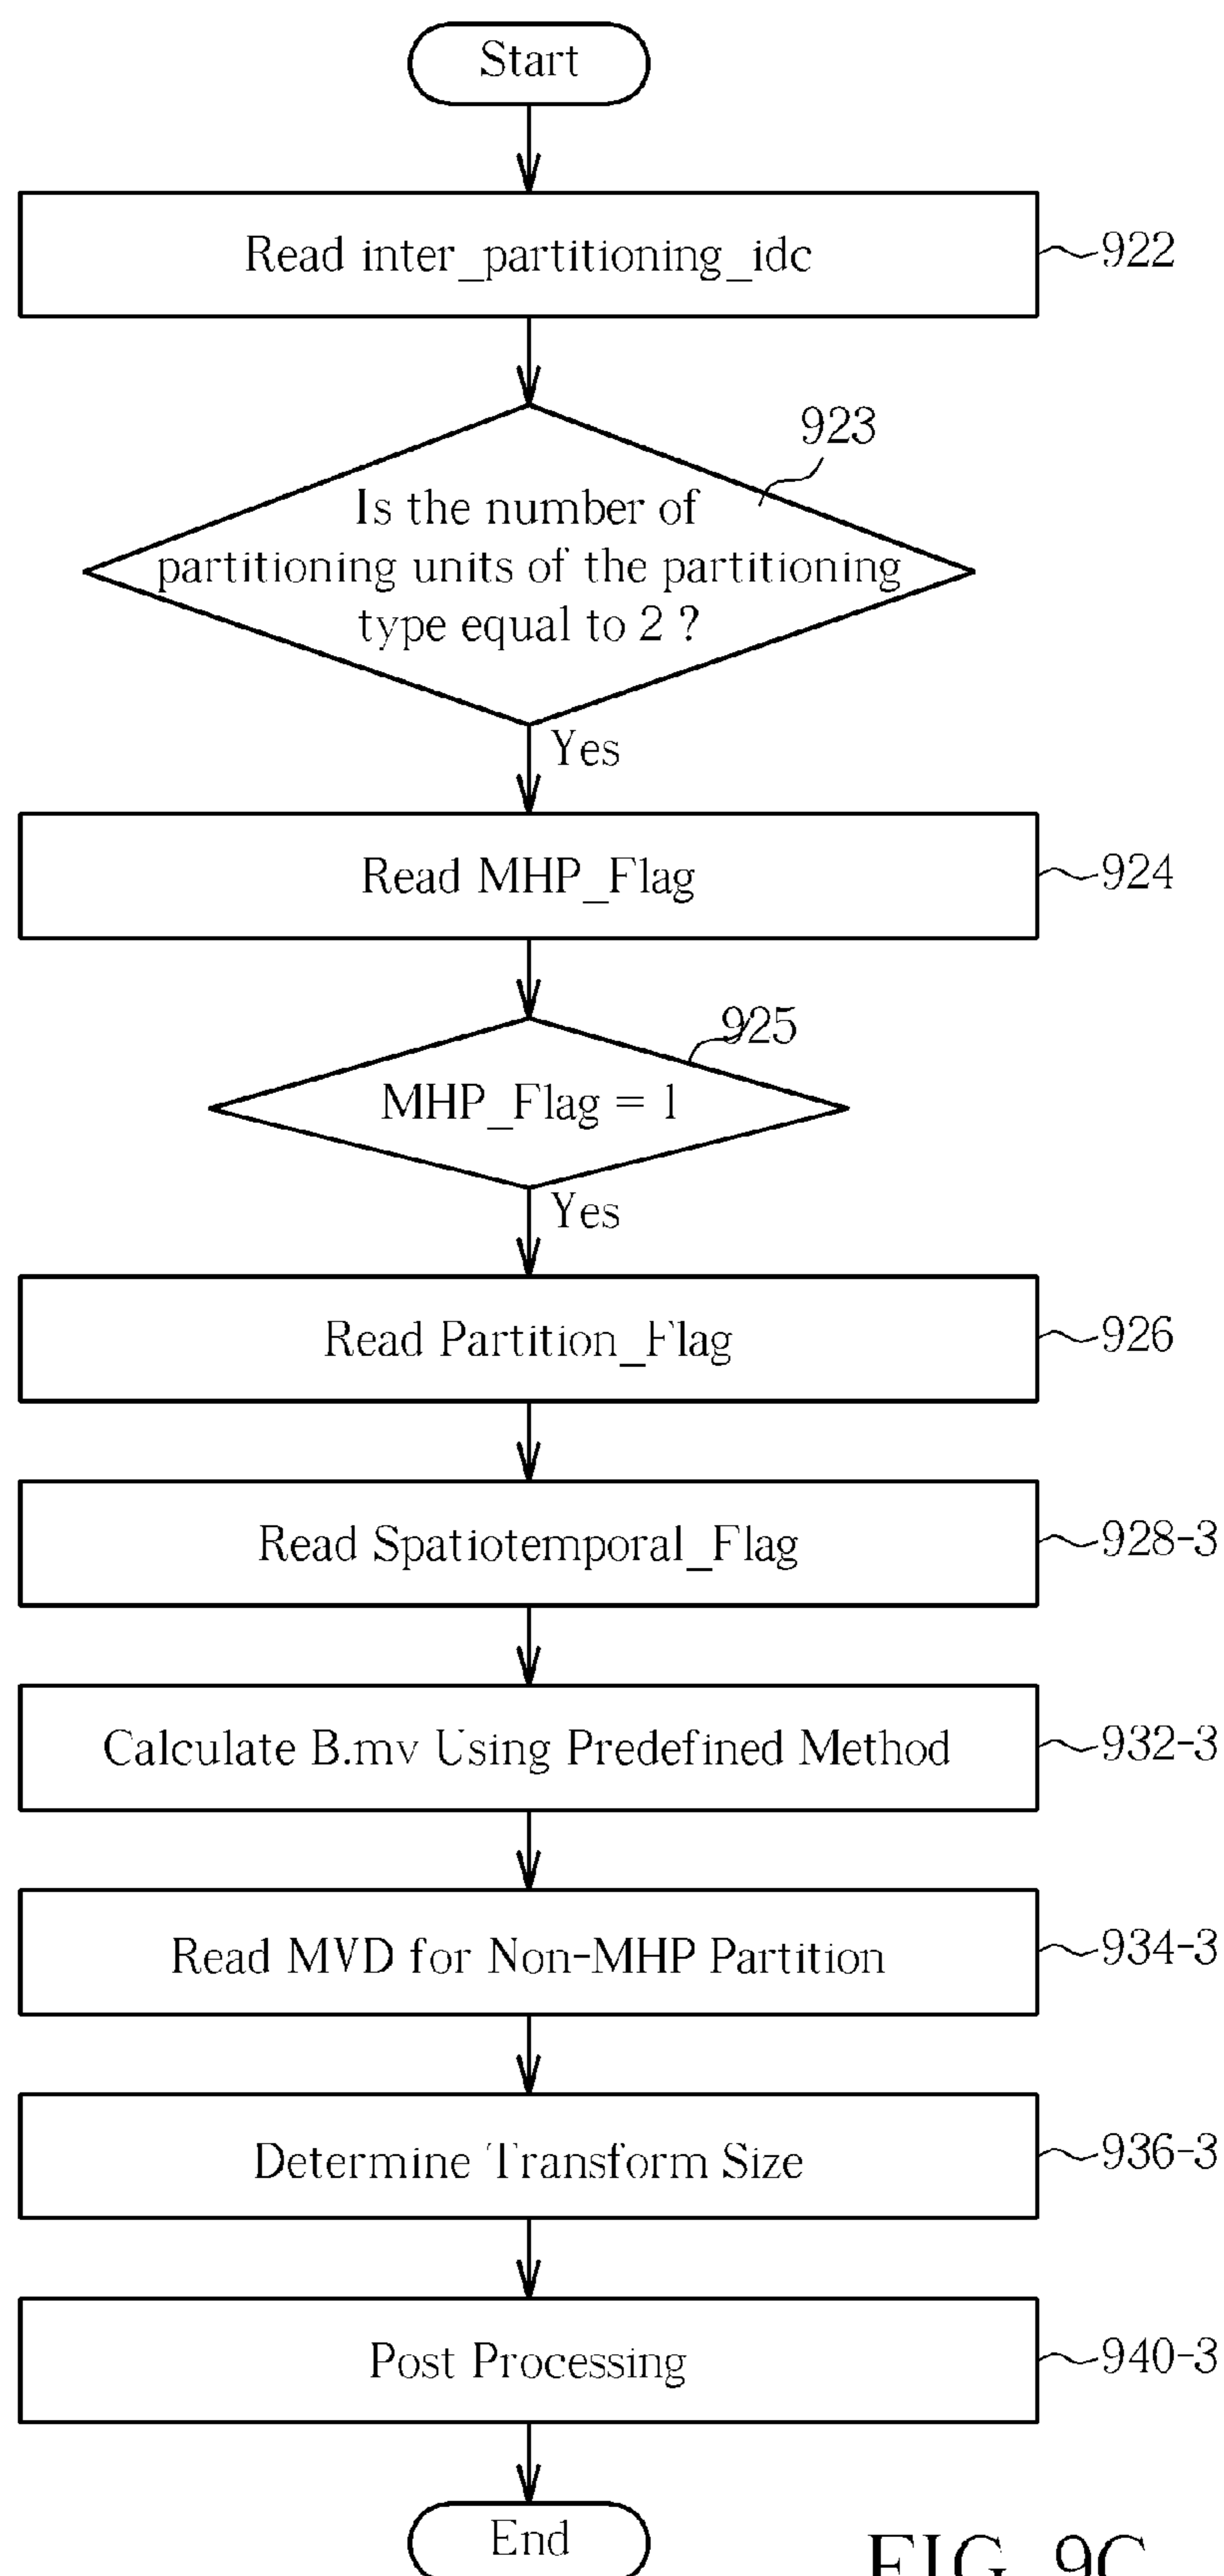 Start
Read inter_partitioning_idc
922
923
Is the number of
partitioning units of the partitioning
type equal to 2 ?
Yes
Read MHP_Flag
924
925
MHP_Flag = 1
Yes
Read Partition_Flag
926
Read Spatiotemporal_Flag
928-3
Calculate B.mv Using Predefined Method
932-3
Read MVD for Non-MHP Partition
934-3
Determine Transform Size
936-3
Post Processing
940-3
End
FIG. 9C